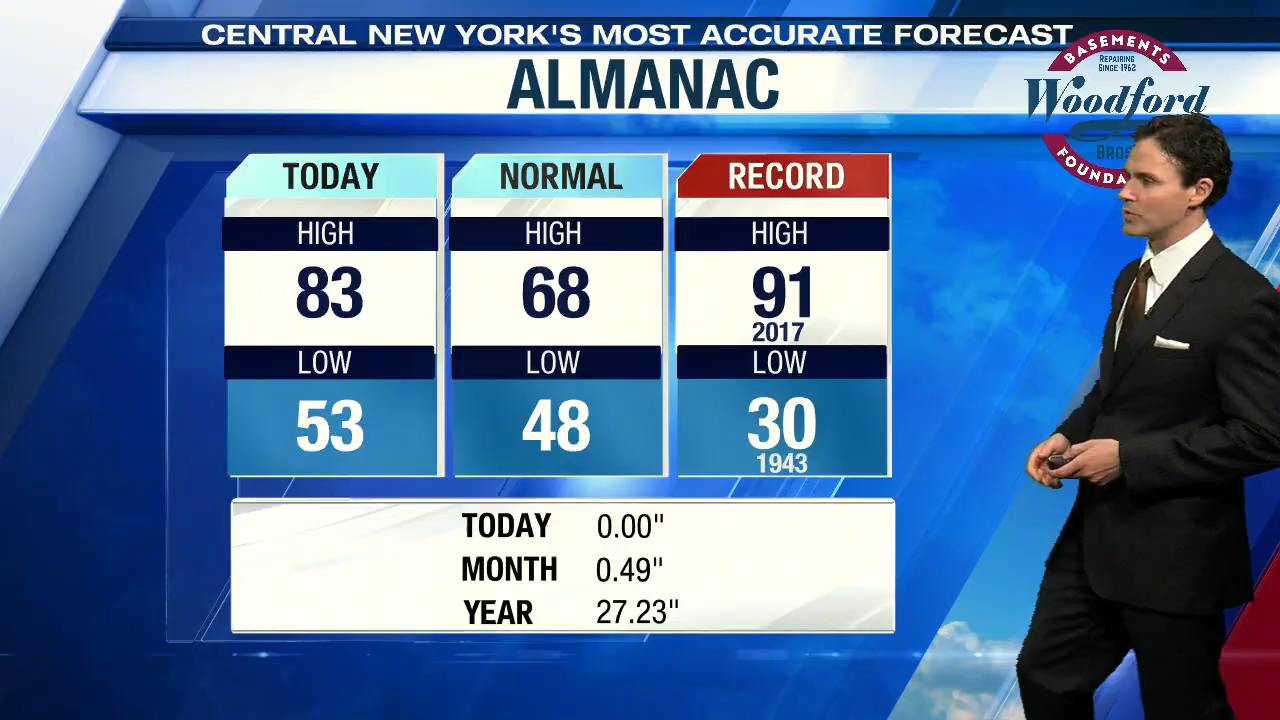 CENTRAL NEW YORK'S MOST ACCURATE FORECAST
ALMANAC
BASEMENTS
REPAIRING
SINCE 1962
Woodford
BROS
TODAY
HIGH
83
LOW
53
NORMAL
HIGH
68
LOW
48
RECORD
HIGH
91
2017
LOW
30
1943
TODAY 0.00"
MONTH 0.49"
YEAR 27.23"